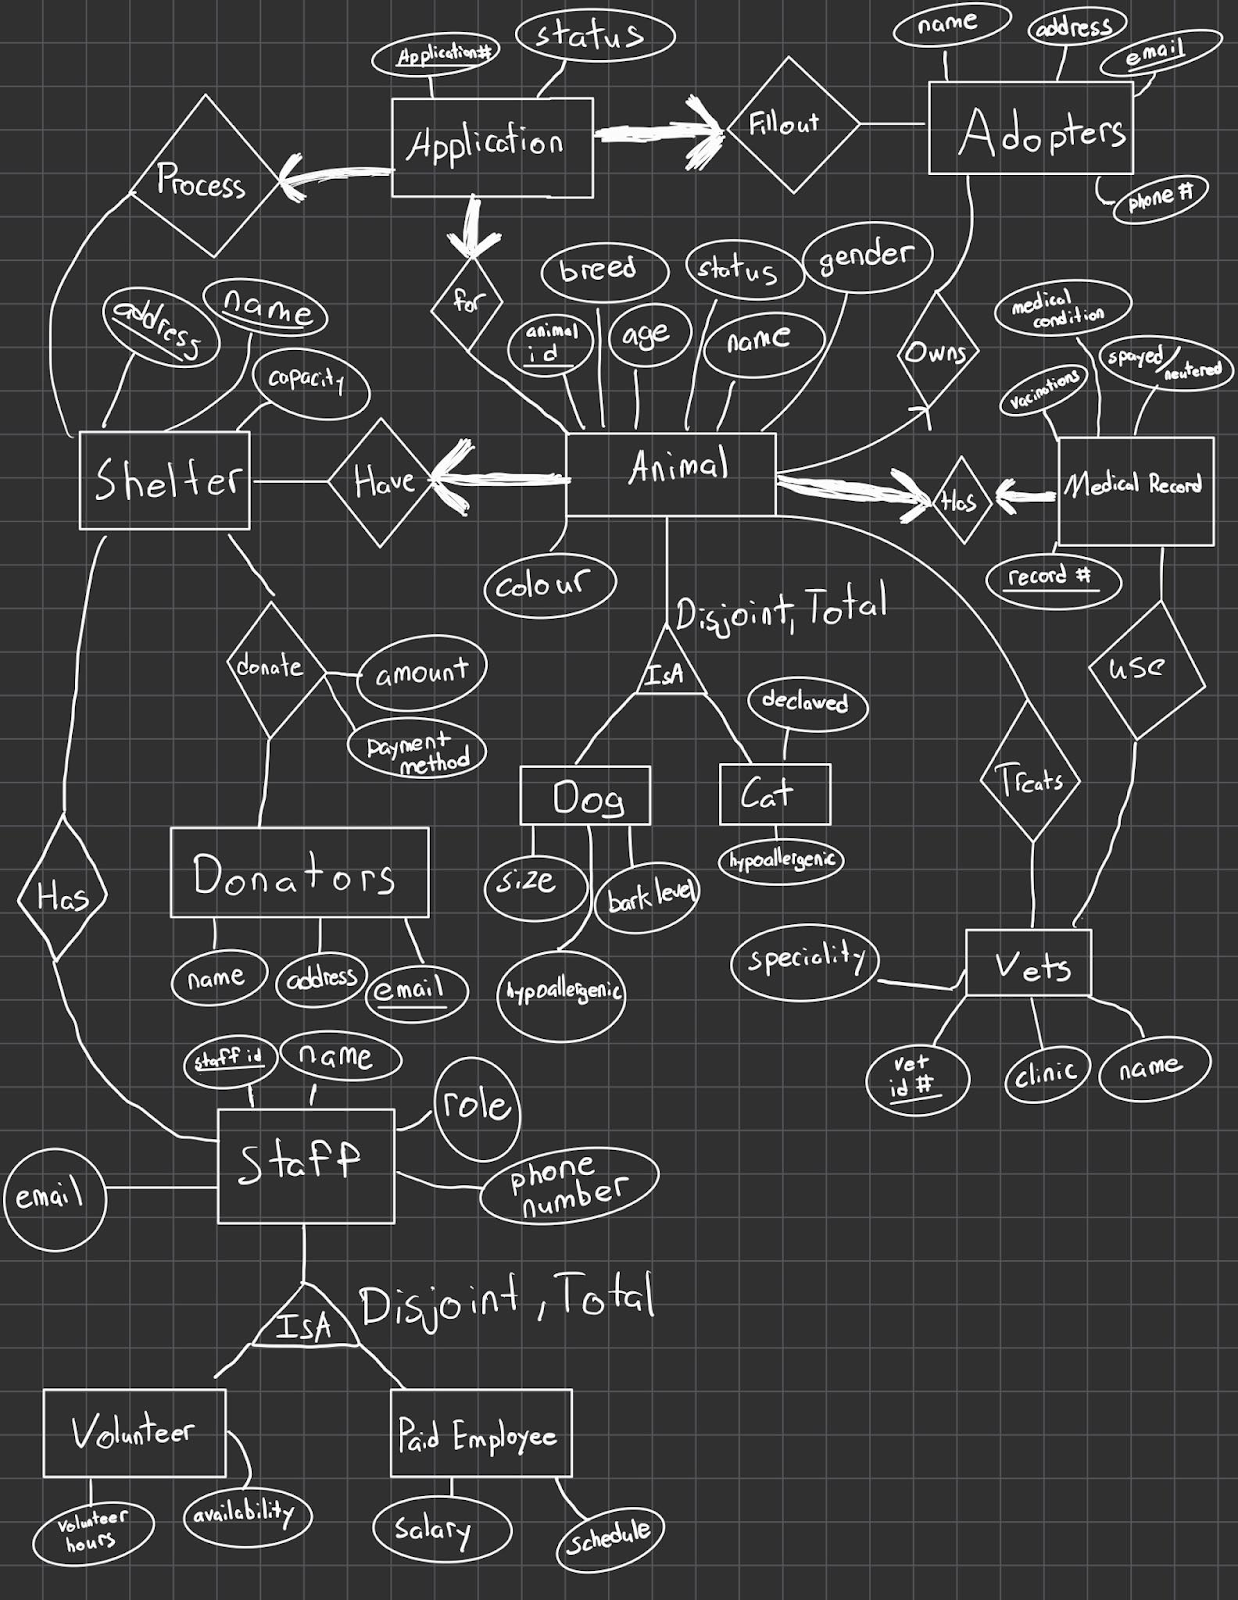 name
address
email
Application#
status
Application
Fillout
Adopters
Process
phone #
for
breed
status
gender
address
name
animal
id
age
name
Owns
medical
condition
vacinations
spayed/
neutered
capacity
Shelter
Have
Animal
Has
Medical Record
colour
record #
Disjoint, Total
IsA
donate
amount
payment
method
use
declawed
Dog
Cat
Treats
size
hypoallergenic
bark level
hypoallergenic
Has
Donators
name
address
email
speciality
Vets
vet
id #
clinic
name
staff id
name
role
Staff
email
phone
number
IsA
Disjoint, Total
Volunteer
Paid Employee
volunteer
hours
availability
Salary
Schedule